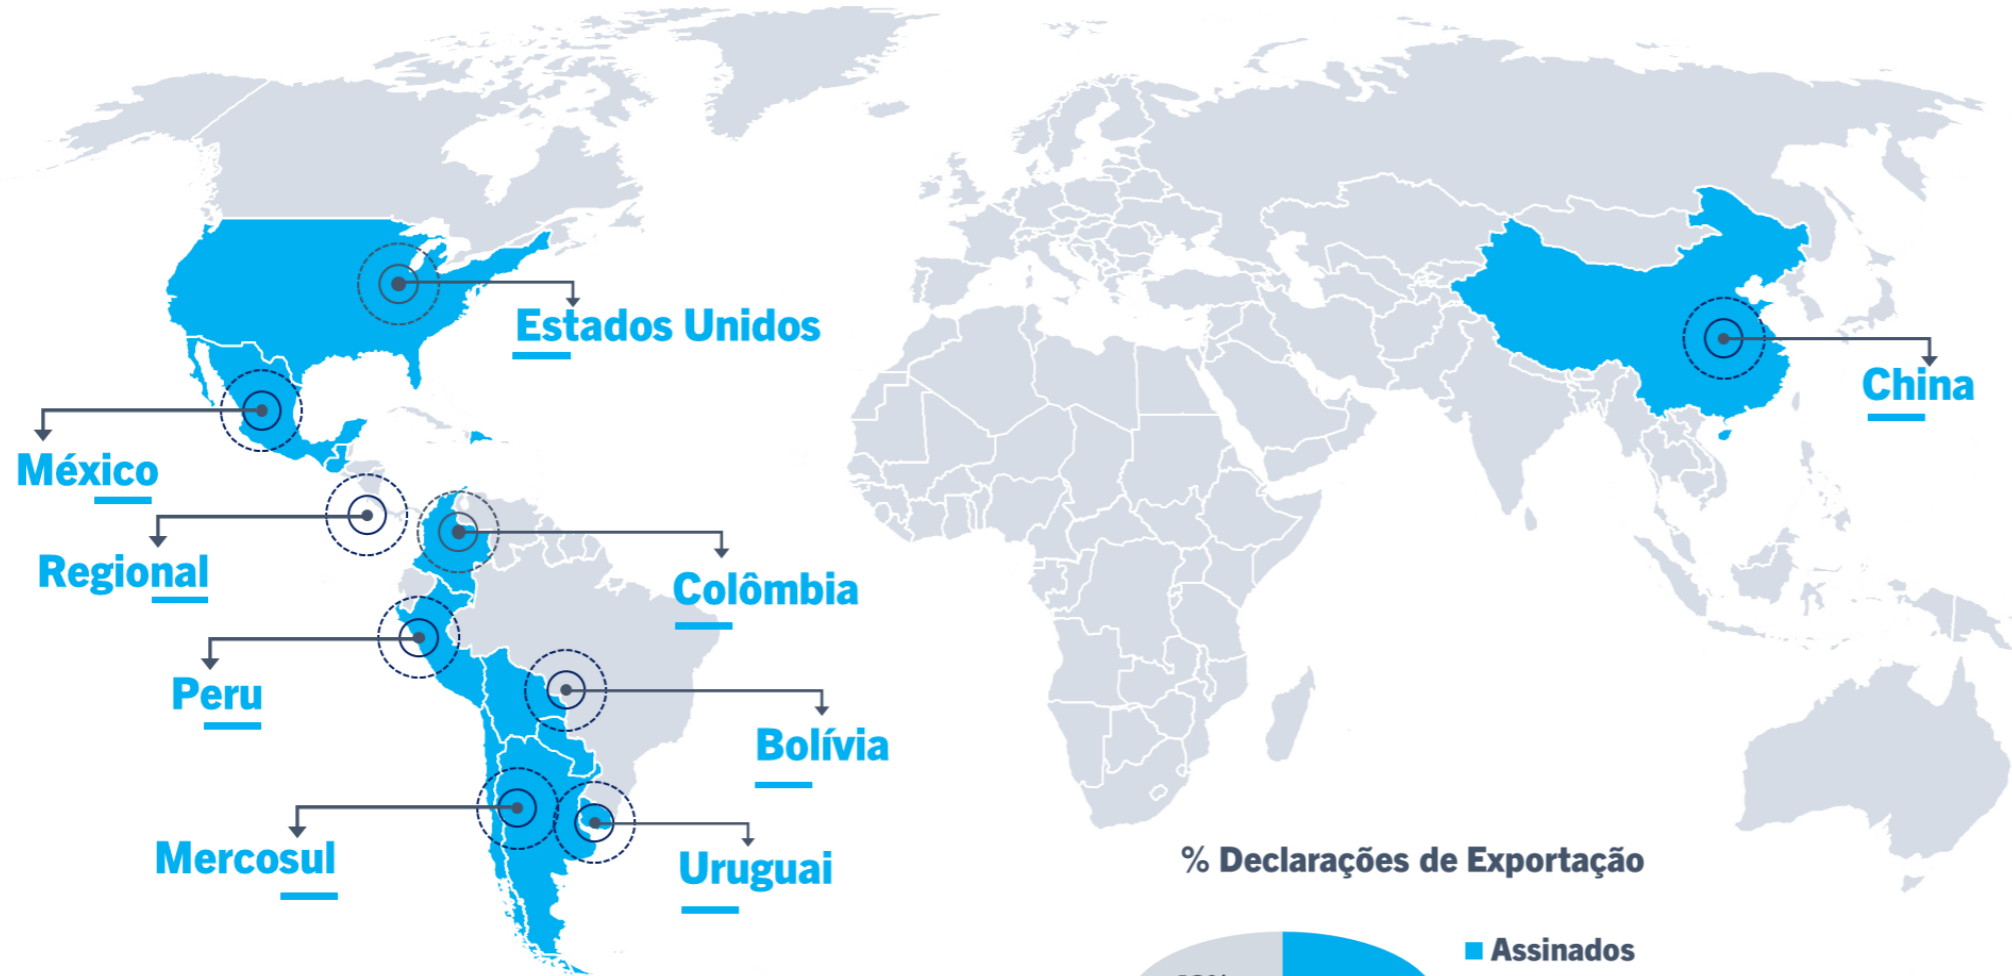 Estados Unidos
China
México
Regional
Colômbia
Peru
Bolívia
Mercosul
Uruguai
% Declarações de Exportação
Assinados